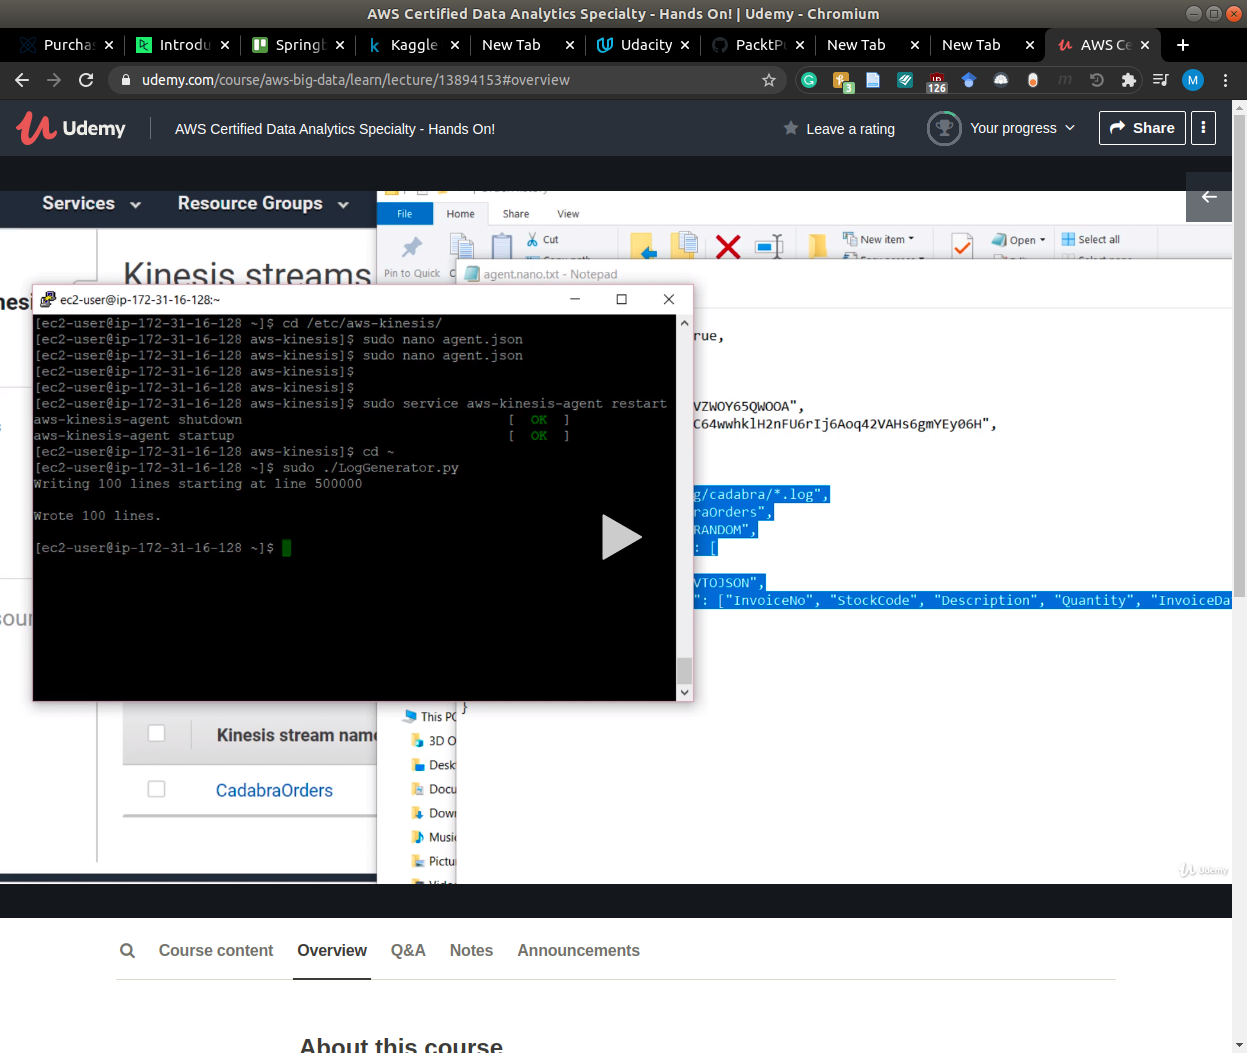 AWS Certified Data Analytics Specialty - Hands On! | Udemy - Chromium
Purchas
Introdu
Springb
Kaggle
New Tab
Udacity
PacktPu
New Tab
New Tab
AWS Ce
udemy.com/course/aws-big-data/learn/lecture/13894153#overview
3
126
M
Udemy
AWS Certified Data Analytics Specialty - Hands On!
Leave a rating
Your progress
Share
Services
Resource Groups
File
Home
Share
View
Cut
New item
Open
Select all
Pin to Quick
Kinesis streams
agent.nano.txt - Notepad
nesi
ec2-user@ip-172-31-16-128:~
[ec2-user@ip-172-31-16-128 ~]$ cd /etc/aws-kinesis/
[ec2-user@ip-172-31-16-128 aws-kinesis]$ sudo nano agent.json
[ec2-user@ip-172-31-16-128 aws-kinesis]$ sudo nano agent.json
[ec2-user@ip-172-31-16-128 aws-kinesis]$
[ec2-user@ip-172-31-16-128 aws-kinesis]$
[ec2-user@ip-172-31-16-128 aws-kinesis]$ sudo service aws-kinesis-agent restart
aws-kinesis-agent shutdown [ OK ]
aws-kinesis-agent startup [ OK ]
[ec2-user@ip-172-31-16-128 aws-kinesis]$ cd ~
[ec2-user@ip-172-31-16-128 ~]$ sudo ./LogGenerator.py
Writing 100 lines starting at line 500000
Wrote 100 lines.
[ec2-user@ip-172-31-16-128 ~]$
rue,
VZWOY65QWOOA",
C64wwhklH2nFU6rIj6Aoq42VAHs6gmYEy06H",
g/cadabra/*.log",
raOrders",
RANDOM",
: [
VTOJSON",
": ["InvoiceNo", "StockCode", "Description", "Quantity", "InvoiceDa
}
sour
Kinesis stream name
CadabraOrders
This PC
3D O
Desk
Docu
Down
Music
Pictu
Udemy
Course content
Overview
Q&A
Notes
Announcements
About this course